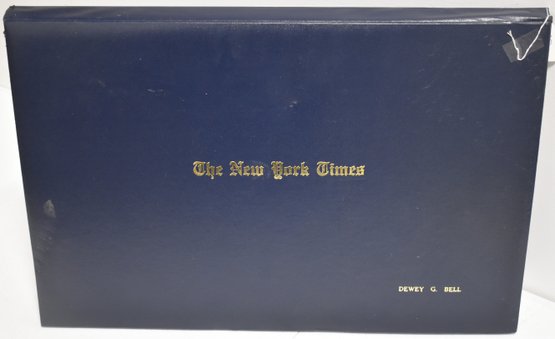 The New York Times
DEWEY G. BELL